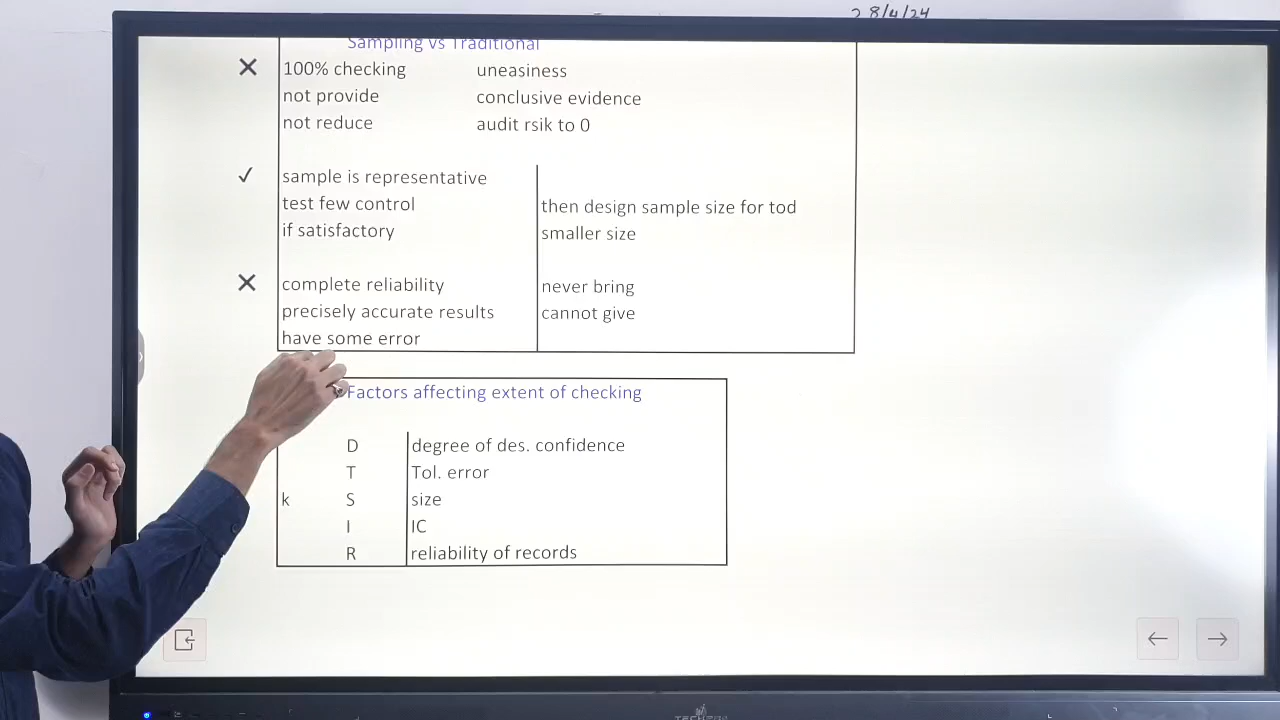 28/4/24
Sampling vs Traditional
100% checking uneasiness
not provide conclusive evidence
not reduce audit rsik to 0
sample is representative
test few control then design sample size for tod
if satisfactory smaller size
complete reliability never bring
precisely accurate results cannot give
have some error
Factors affecting extent of checking
D degree of des. confidence
T Tol. error
k S size
I IC
R reliability of records